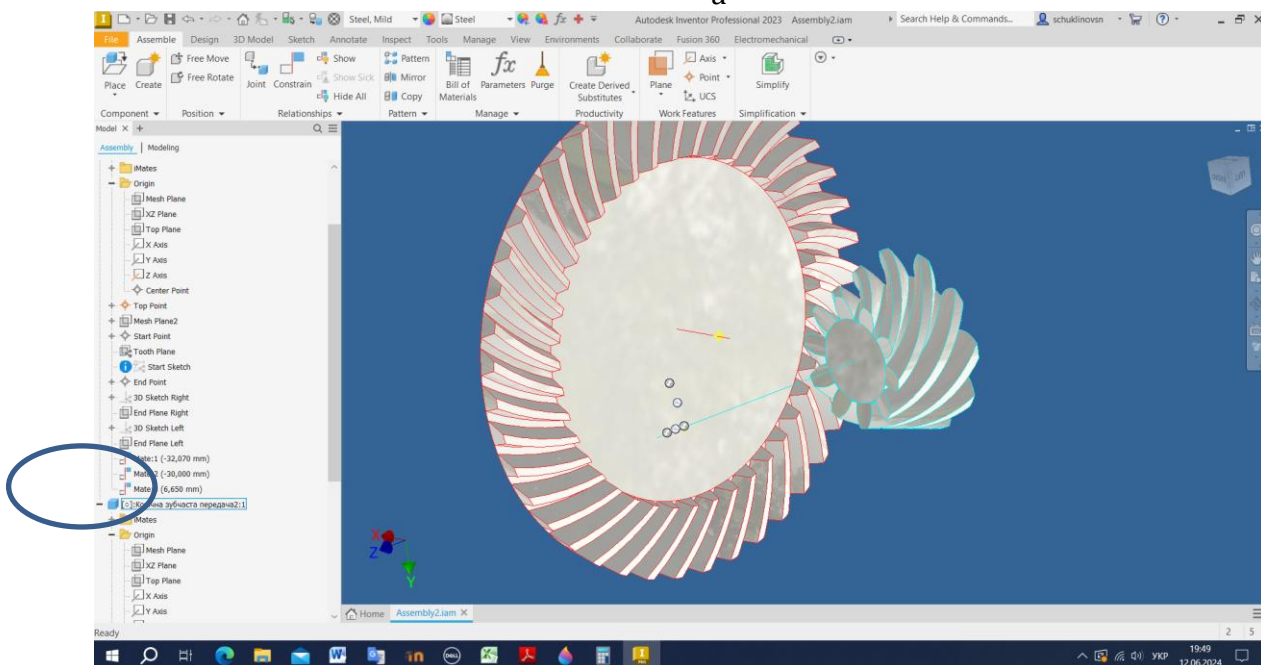 а
Steel, Mild
Steel
Autodesk Inventor Professional 2023 Assembly2.iam
Search Help & Commands...
schuklinovsn
File Assemble Design 3D Model Sketch Annotate Inspect Tools Manage View Environments Collaborate Fusion 360 Electromechanical
Free Move Show Pattern Axis
Free Rotate Show Sick Mirror Point
Place Create Joint Constrain Hide All Copy Bill of Materials Parameters Purge Create Derived Substitutes Plane UCS Simplify
Component Position Relationships Pattern Manage Productivity Work Features Simplification
Model × +
Assembly | Modeling
iMates
Origin
Mesh Plane
XZ Plane
Top Plane
X Axis
Y Axis
Z Axis
Center Point
Top Point
Mesh Plane2
Start Point
Tooth Plane
Start Sketch
End Point
3D Sketch Right
End Plane Right
3D Sketch Left
End Plane Left
Mate:1 (-32,070 mm)
(-30,000 mm)
(6,650 mm)
зубчаста передача2:1
iMates
Origin
Mesh Plane
XZ Plane
Top Plane
X Axis
Y Axis
X
Z
Y
Home Assembly2.iam ×
Ready
2 5
УКР
19:49
12.06.2024